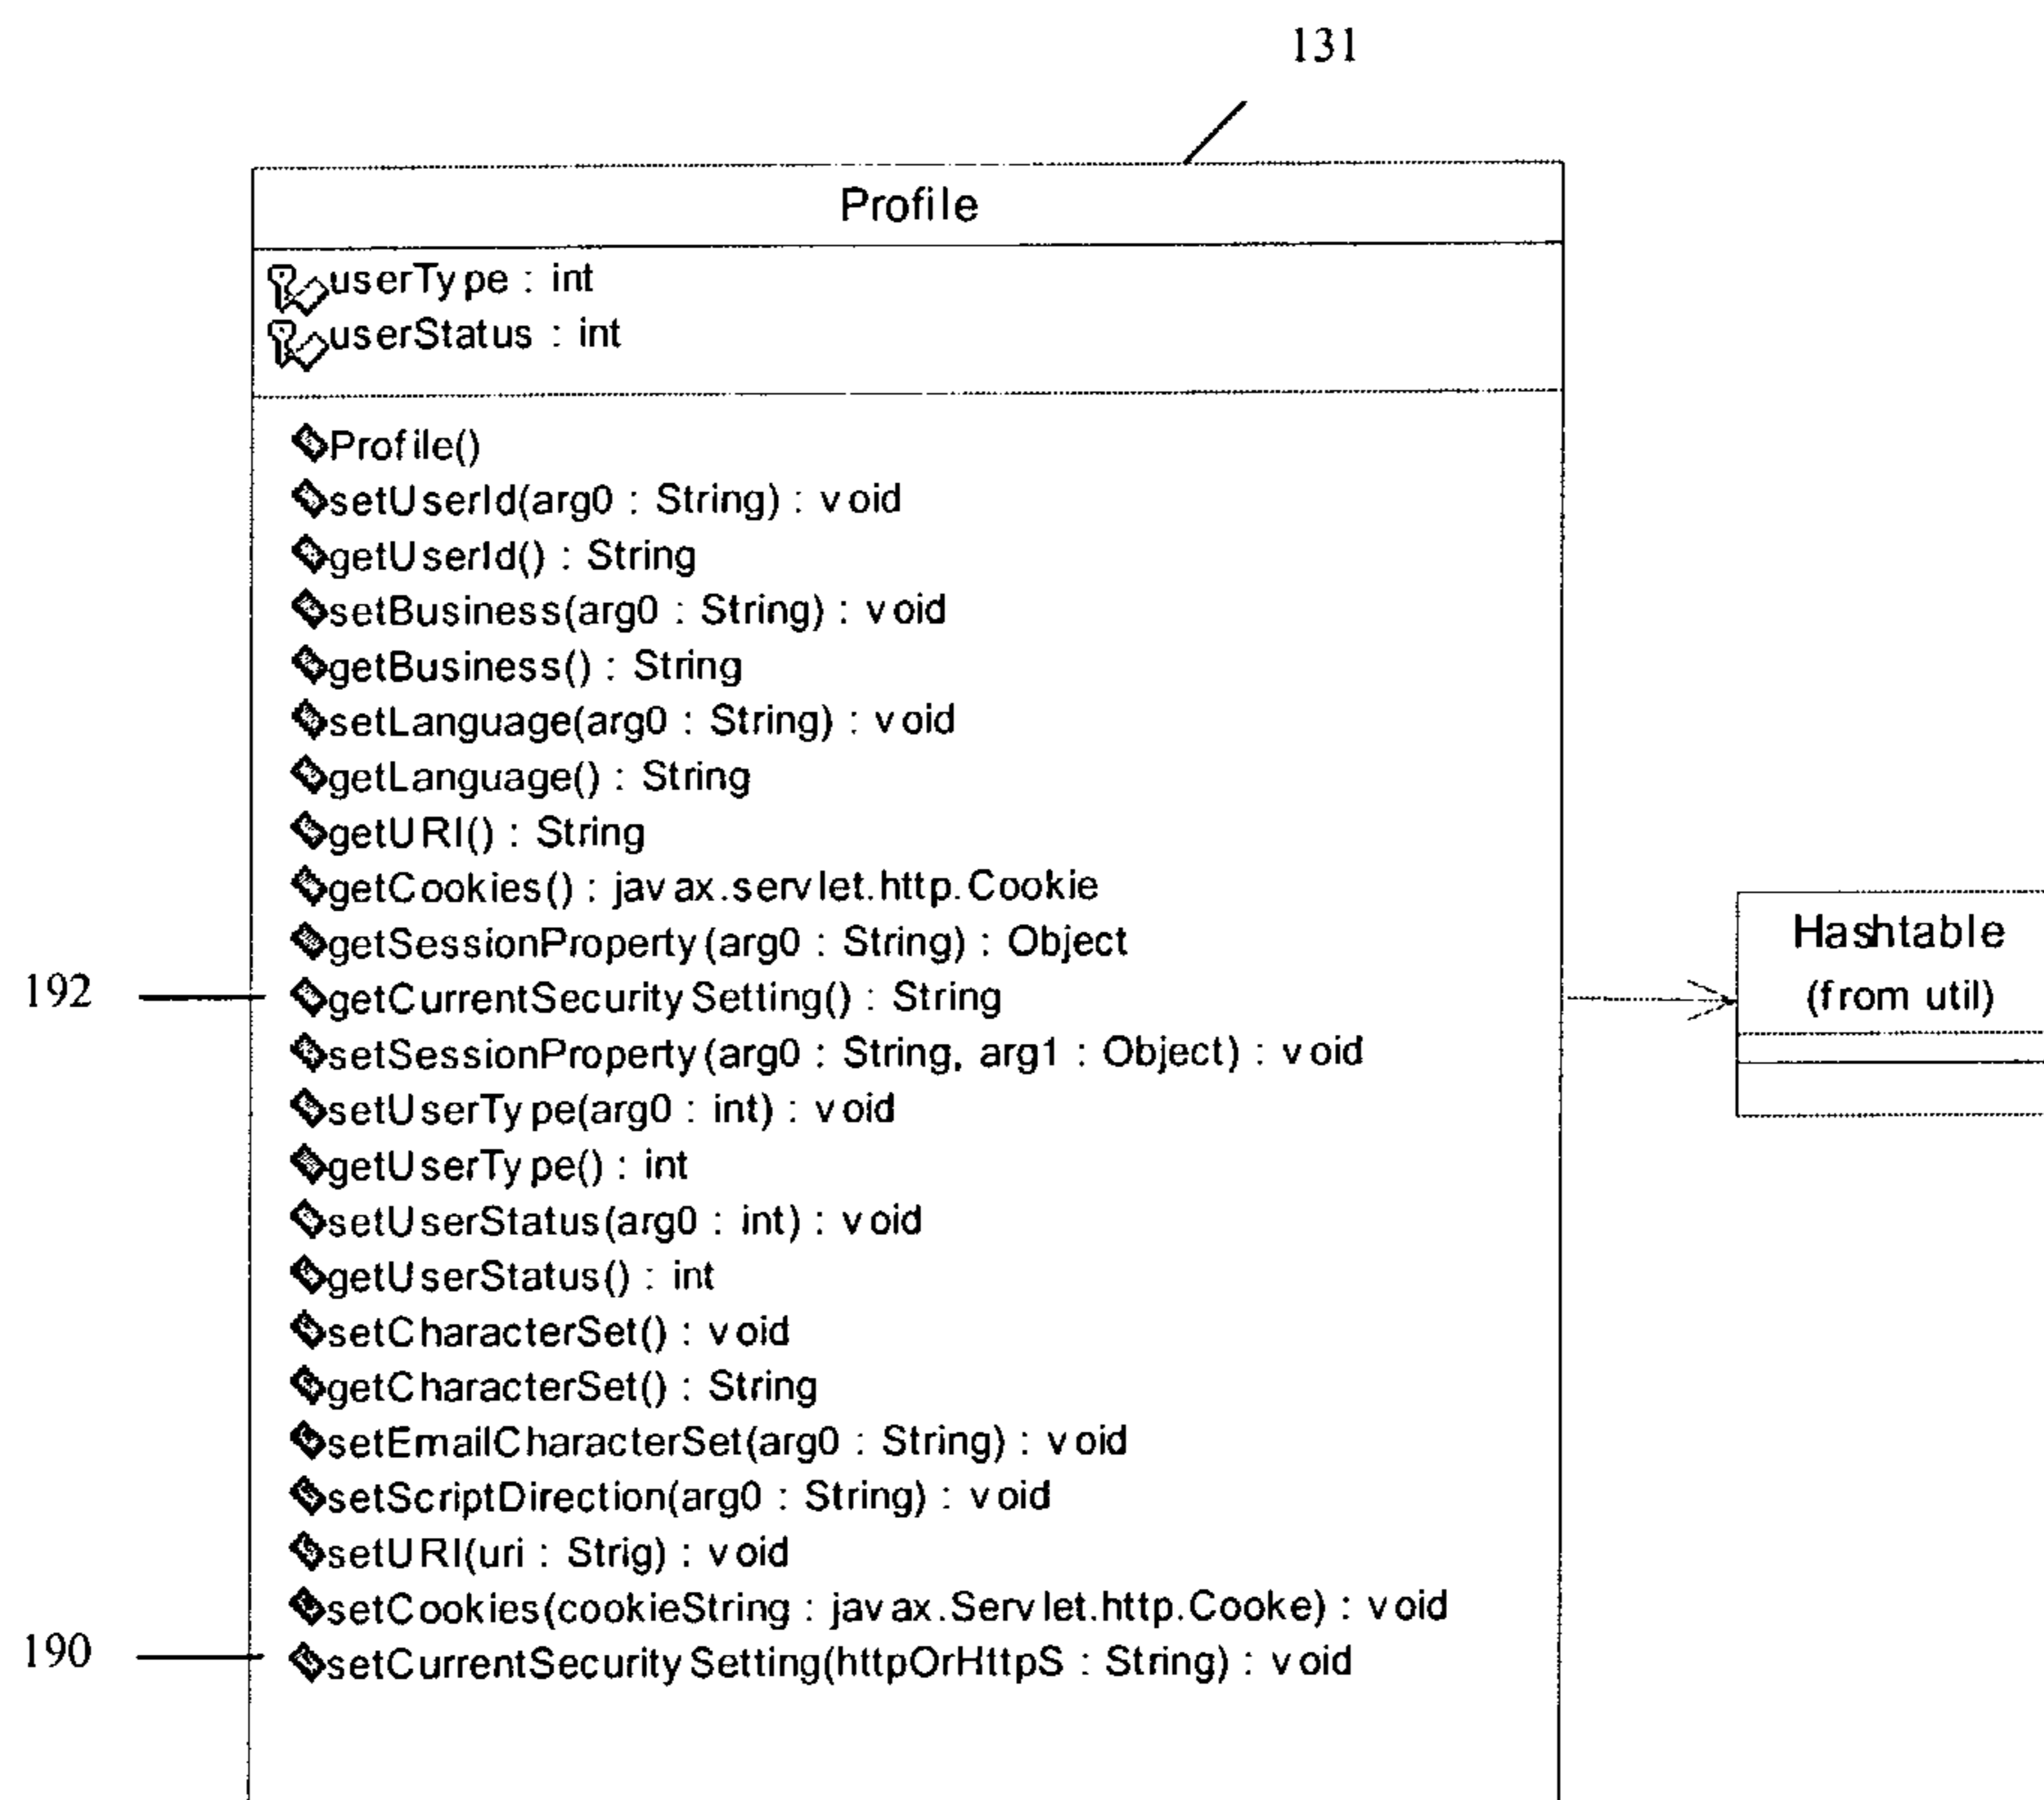 131
Profile
userType : int
userStatus : int
Profile()
setUserId(arg0 : String) : void
getUserId() : String
setBusiness(arg0 : String) : void
getBusiness() : String
setLanguage(arg0 : String) : void
getLanguage() : String
getURI() : String
getCookies() : javax.servlet.http.Cookie
getSessionProperty(arg0 : String) : Object
192
getCurrentSecuritySetting() : String
setSessionProperty(arg0 : String, arg1 : Object) : void
setUserType(arg0 : int) : void
getUserType() : int
setUserStatus(arg0 : int) : void
getUserStatus() : int
setCharacterSet() : void
getCharacterSet() : String
setEmailCharacterSet(arg0 : String) : void
setScriptDirection(arg0 : String) : void
setURI(uri : Strig) : void
setCookies(cookieString : javax.Servlet.http.Cooke) : void
190
setCurrentSecuritySetting(httpOrHttpS : String) : void
Hashtable
(from util)